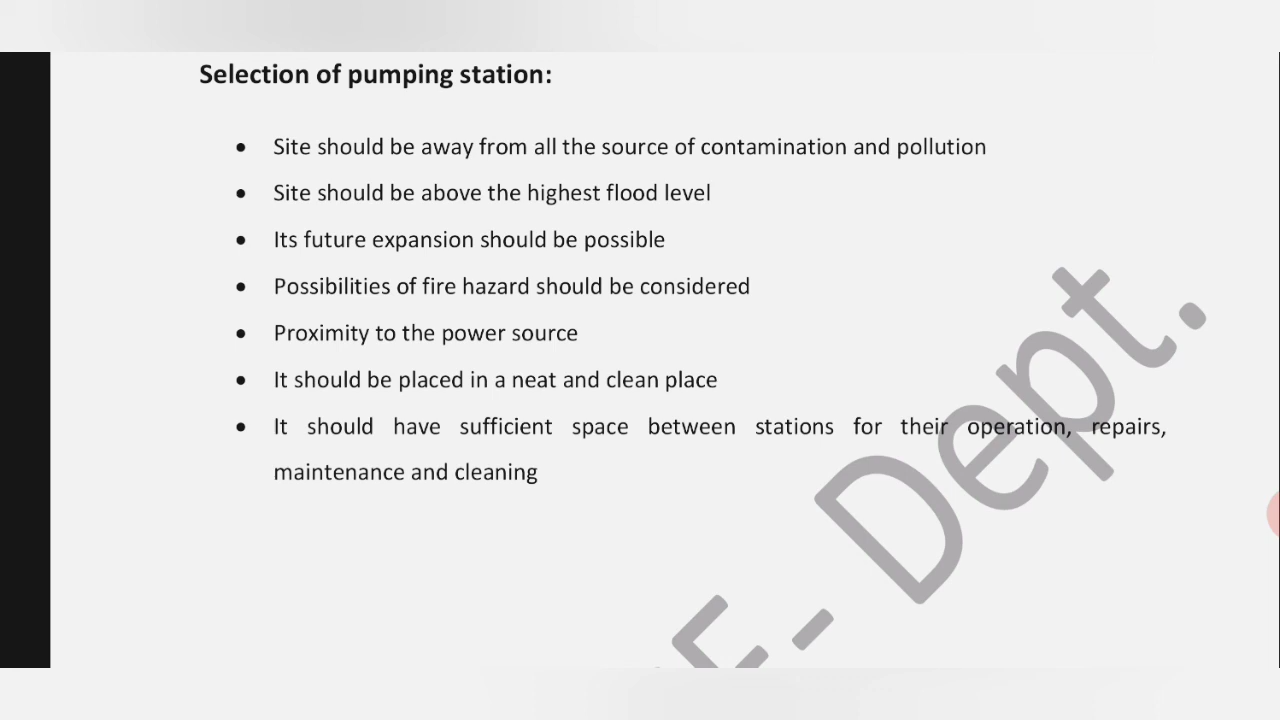 Selection of pumping station:
• Site should be away from all the source of contamination and pollution
• Site should be above the highest flood level
• Its future expansion should be possible
• Possibilities of fire hazard should be considered
• Proximity to the power source
• It should be placed in a neat and clean place
• It should have sufficient space between stations for their operation, repairs,
maintenance and cleaning
E- Dept.